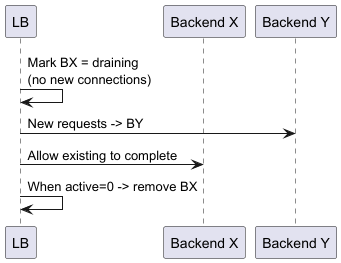 LB
Backend X
Backend Y
Mark BX = draining
(no new connections)
New requests -> BY
Allow existing to complete
When active=0 -> remove BX
LB
Backend X
Backend Y